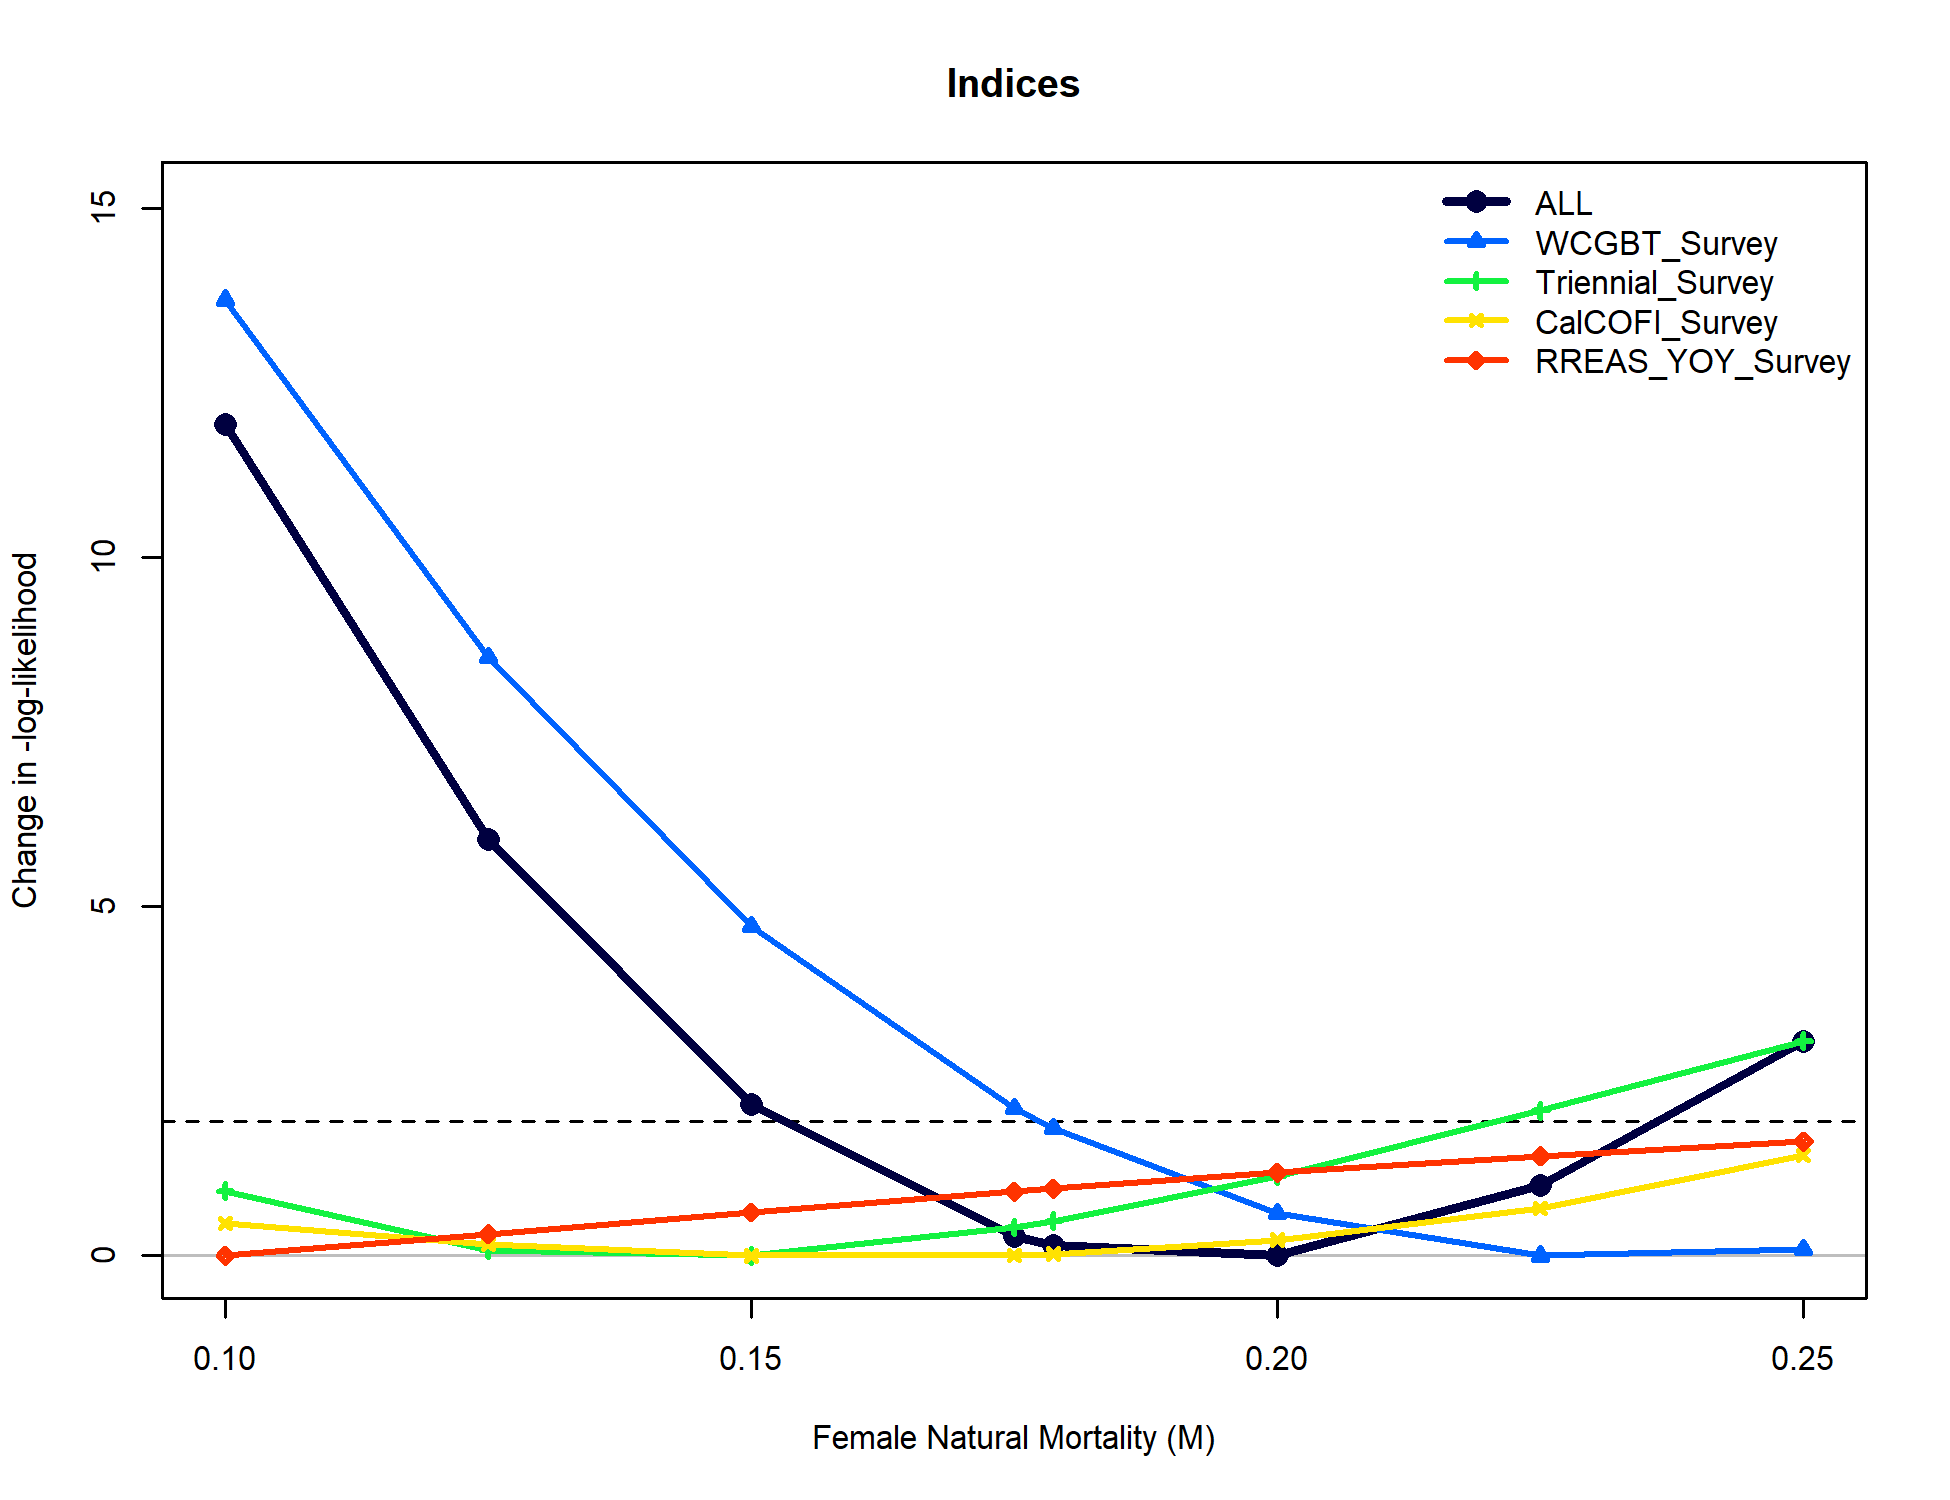 Indices
15
10
5
0
Change in -log-likelihood
ALL
WCGBT_Survey
Triennial_Survey
CalCOFI_Survey
RREAS_YOY_Survey
0.10
0.15
0.20
0.25
Female Natural Mortality (M)